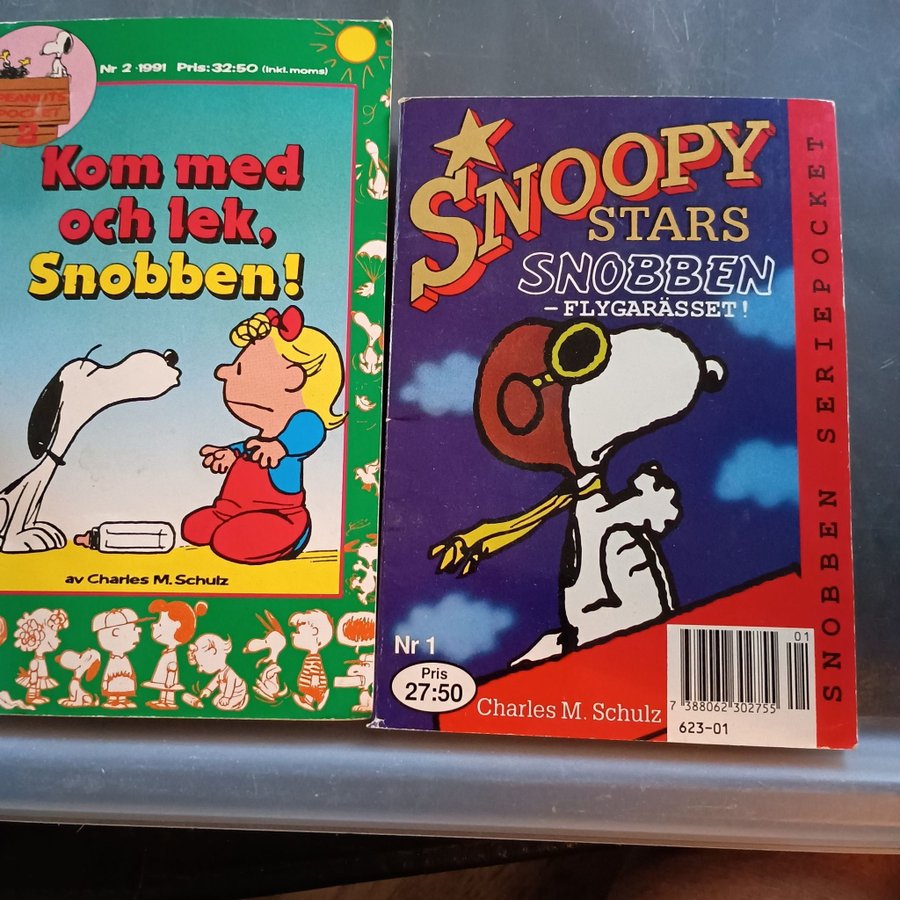 Nr 2 · 1991 Pris: 32:50 (inkl. moms)
PEANUTS
POCKET
2
Kom med
och lek,
Snobben!
av Charles M. Schulz
SNOOPY
STARS
SNOBBEN
– FLYGARÄSSET!
Nr 1
Pris
27:50
Charles M. Schulz
01
7 388062 302755
623-01
SNOBBEN SERIEPOCKET